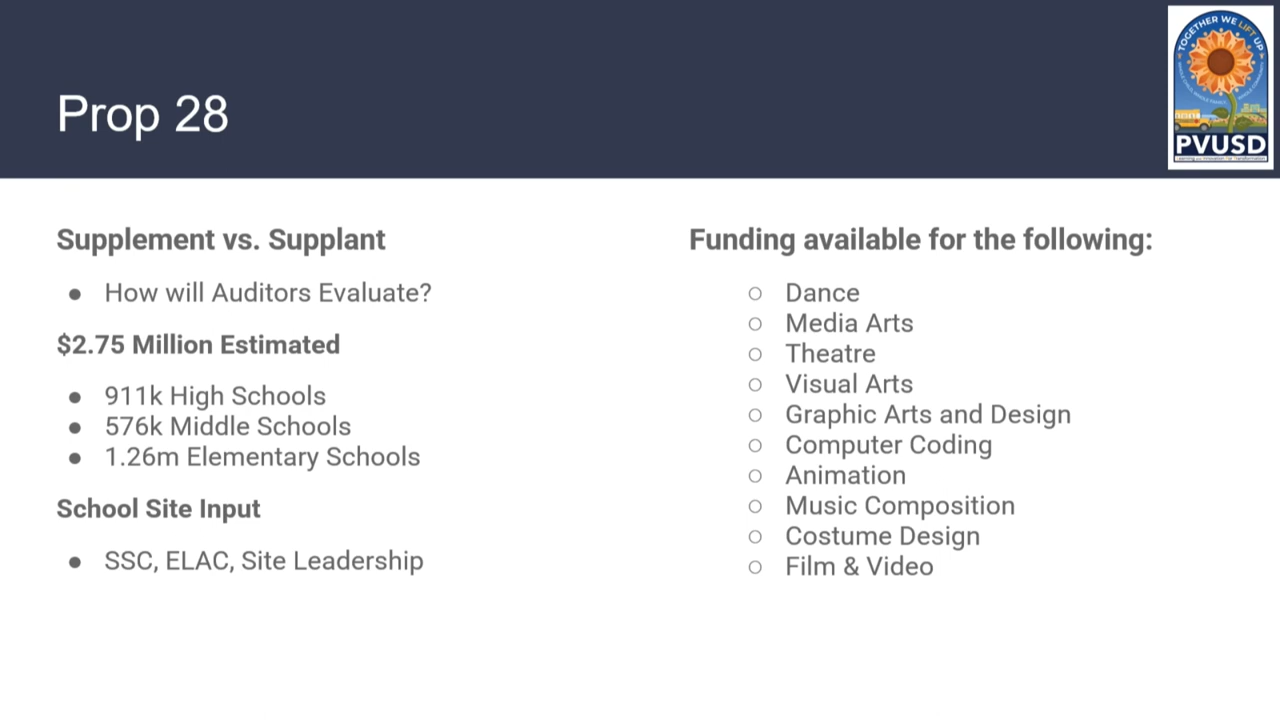 Prop 28
TOGETHER WE LIFT UP
PVUSD
Supplement vs. Supplant
● How will Auditors Evaluate?
$2.75 Million Estimated
● 911k High Schools
● 576k Middle Schools
● 1.26m Elementary Schools
School Site Input
● SSC, ELAC, Site Leadership
Funding available for the following:
○ Dance
○ Media Arts
○ Theatre
○ Visual Arts
○ Graphic Arts and Design
○ Computer Coding
○ Animation
○ Music Composition
○ Costume Design
○ Film & Video